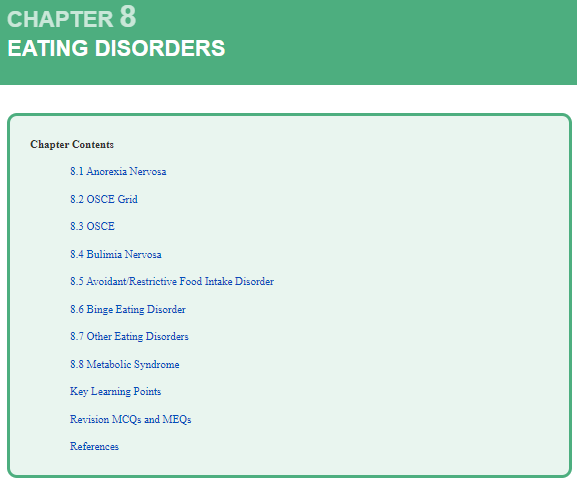 CHAPTER 8
EATING DISORDERS
Chapter Contents
8.1 Anorexia Nervosa
8.2 OSCE Grid
8.3 OSCE
8.4 Bulimia Nervosa
8.5 Avoidant/Restrictive Food Intake Disorder
8.6 Binge Eating Disorder
8.7 Other Eating Disorders
8.8 Metabolic Syndrome
Key Learning Points
Revision MCQs and MEQs
References